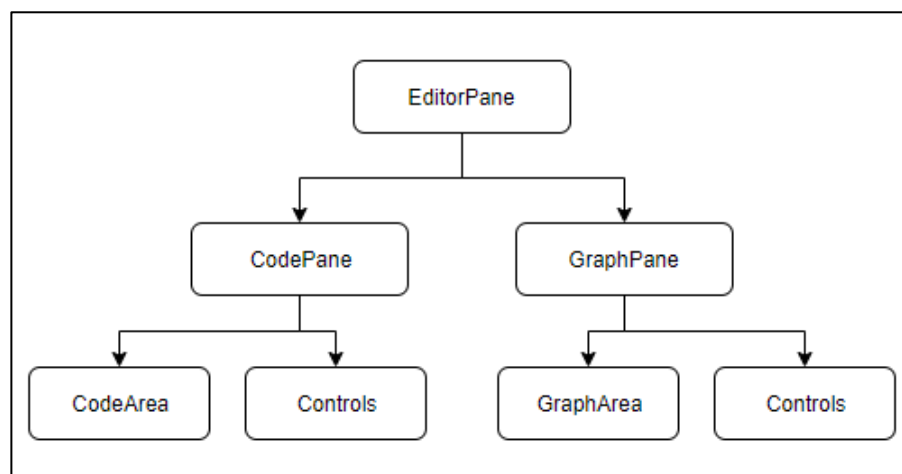 EditorPane
CodePane
GraphPane
CodeArea
Controls
GraphArea
Controls